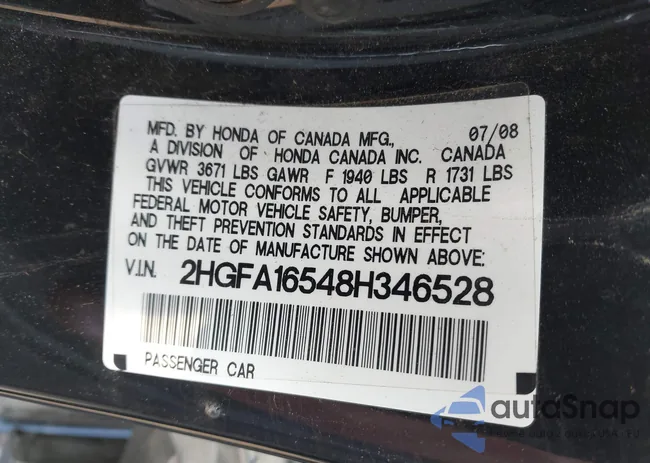 MFD. BY HONDA OF CANADA MFG., 07/08
A DIVISION OF HONDA CANADA INC. CANADA
GVWR 3671 LBS GAWR F 1940 LBS R 1731 LBS
THIS VEHICLE CONFORMS TO ALL APPLICABLE
FEDERAL MOTOR VEHICLE SAFETY, BUMPER,
AND THEFT PREVENTION STANDARDS IN EFFECT
ON THE DATE OF MANUFACTURE SHOWN ABOVE:
V.I.N. 2HGFA16548H346528
PASSENGER CAR
autoSnap